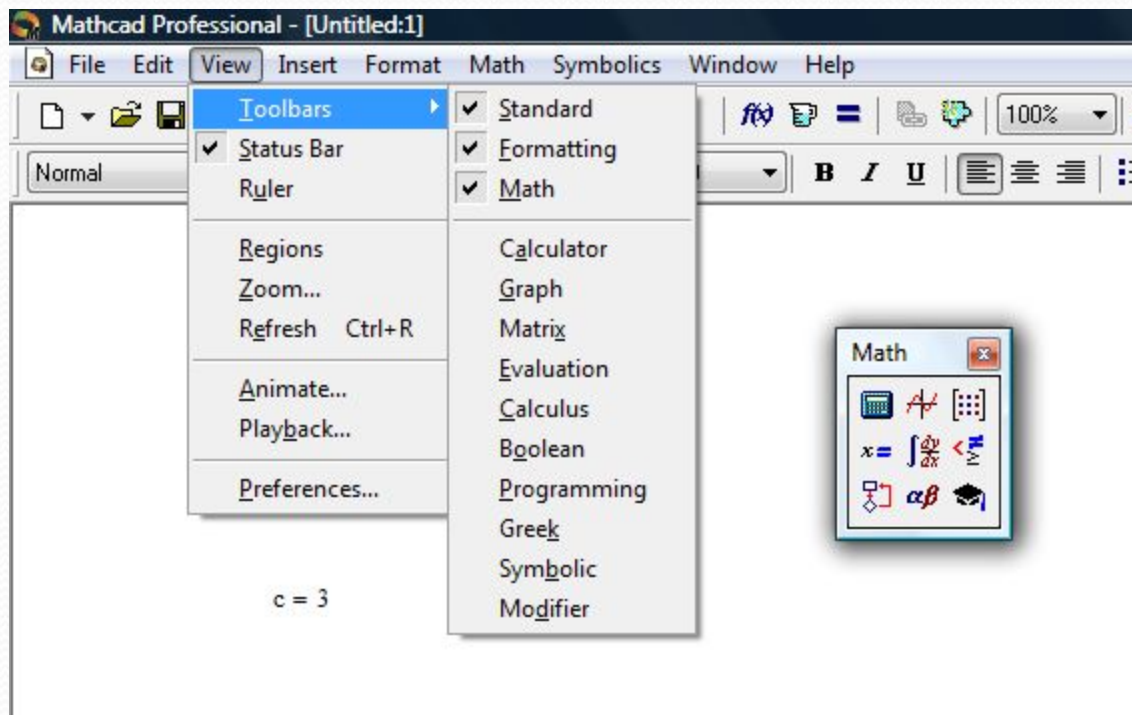 Mathcad Professional - [Untitled:1]
File Edit View Insert Format Math Symbolics Window Help
f(x) 100%
Normal B I U
Toolbars
Status Bar
Ruler
Regions
Zoom...
Refresh Ctrl+R
Animate...
Playback...
Preferences...
Standard
Formatting
Math
Calculator
Graph
Matrix
Evaluation
Calculus
Boolean
Programming
Greek
Symbolic
Modifier
Math
x= ∫ dy/dx < ≠ ≥
αβ
c = 3